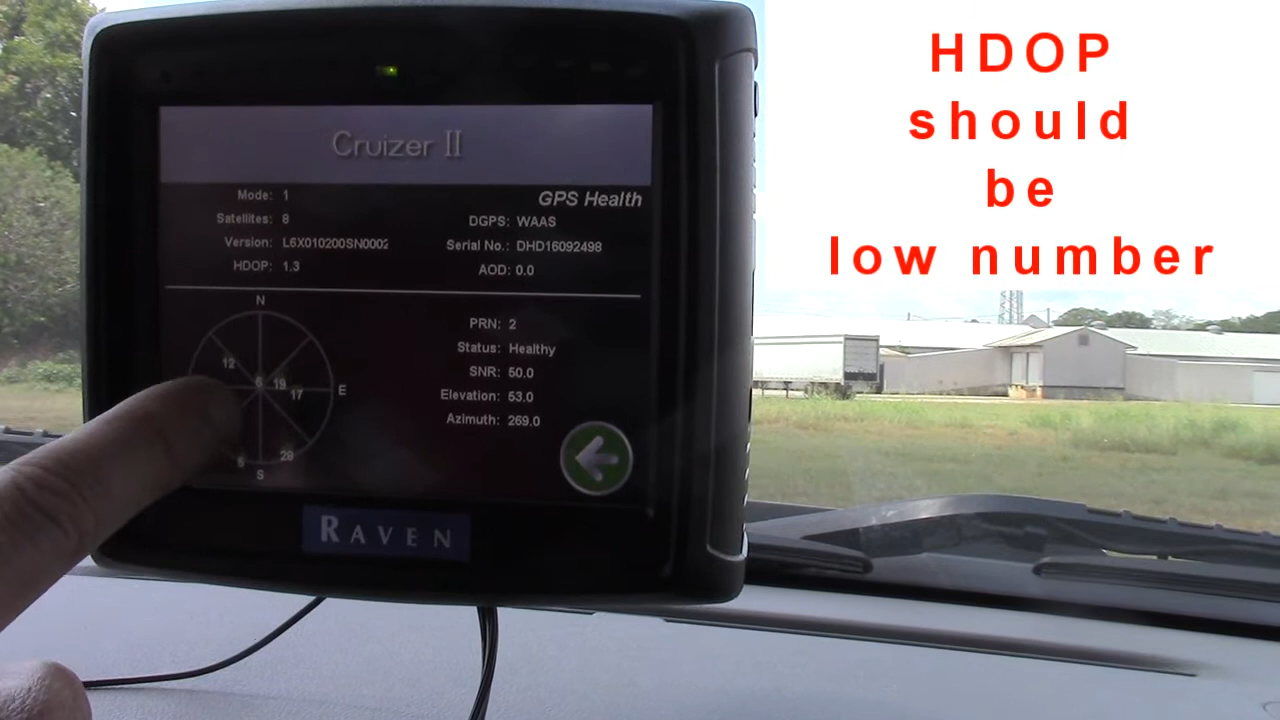 HDOP
should
be
low number
Cruizer II
GPS Health
Mode: 1
Satellites: 8
Version: L6X010200SN0002
HDOP: 1.3
DGPS: WAAS
Serial No.: DHD16092498
AOD: 0.0
N
12
6
19
17
E
5
29
S
PRN: 2
Status: Healthy
SNR: 50.0
Elevation: 53.0
Azimuth: 269.0
RAVEN